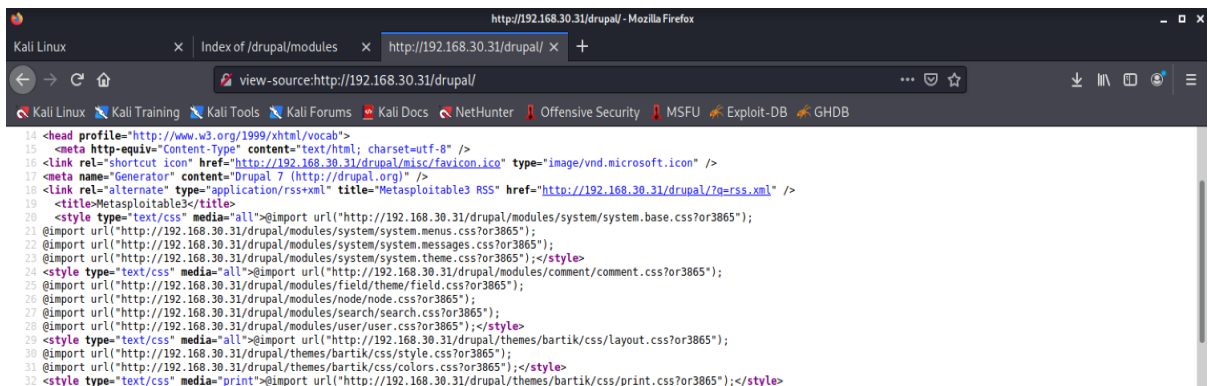 http://192.168.30.31/drupal/ - Mozilla Firefox
Kali Linux Index of /drupal/modules http://192.168.30.31/drupal/
view-source:http://192.168.30.31/drupal/
Kali Linux Kali Training Kali Tools Kali Forums Kali Docs NetHunter Offensive Security MSFU Exploit-DB GHDB
14 <head profile="http://www.w3.org/1999/xhtml/vocab">
15 <meta http-equiv="Content-Type" content="text/html; charset=utf-8" />
16 <link rel="shortcut icon" href="http://192.168.30.31/drupal/misc/favicon.ico" type="image/vnd.microsoft.icon" />
17 <meta name="Generator" content="Drupal 7 (http://drupal.org)" />
18 <link rel="alternate" type="application/rss+xml" title="Metasploitable3 RSS" href="http://192.168.30.31/drupal/?q=rss.xml" />
19 <title>Metasploitable3</title>
20 <style type="text/css" media="all">@import url("http://192.168.30.31/drupal/modules/system/system.base.css?or3865");
21 @import url("http://192.168.30.31/drupal/modules/system/system.menus.css?or3865");
22 @import url("http://192.168.30.31/drupal/modules/system/system.messages.css?or3865");
23 @import url("http://192.168.30.31/drupal/modules/system/system.theme.css?or3865");</style>
24 <style type="text/css" media="all">@import url("http://192.168.30.31/drupal/modules/comment/comment.css?or3865");
25 @import url("http://192.168.30.31/drupal/modules/field/theme/field.css?or3865");
26 @import url("http://192.168.30.31/drupal/modules/node/node.css?or3865");
27 @import url("http://192.168.30.31/drupal/modules/search/search.css?or3865");
28 @import url("http://192.168.30.31/drupal/modules/user/user.css?or3865");</style>
29 <style type="text/css" media="all">@import url("http://192.168.30.31/drupal/themes/bartik/css/layout.css?or3865");
30 @import url("http://192.168.30.31/drupal/themes/bartik/css/style.css?or3865");
31 @import url("http://192.168.30.31/drupal/themes/bartik/css/colors.css?or3865");</style>
32 <style type="text/css" media="print">@import url("http://192.168.30.31/drupal/themes/bartik/css/print.css?or3865");</style>